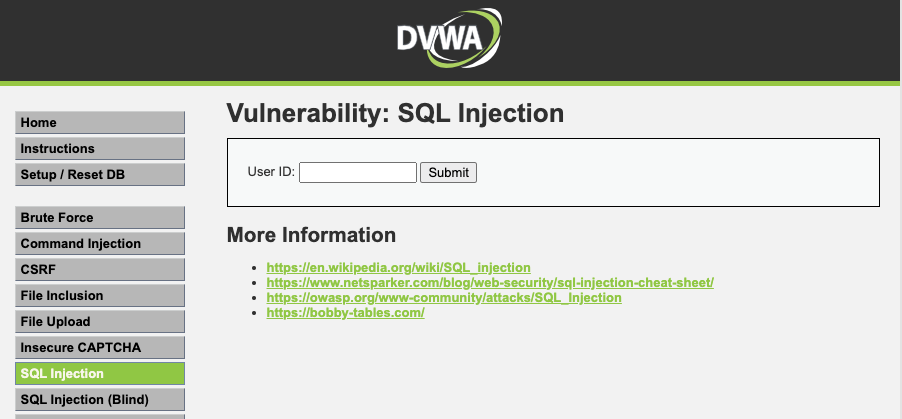 DVWA
Vulnerability: SQL Injection
Home
Instructions
Setup / Reset DB
Brute Force
Command Injection
CSRF
File Inclusion
File Upload
Insecure CAPTCHA
SQL Injection
SQL Injection (Blind)
User ID:
Submit
More Information
https://en.wikipedia.org/wiki/SQL_injection
https://www.netsparker.com/blog/web-security/sql-injection-cheat-sheet/
https://owasp.org/www-community/attacks/SQL_Injection
https://bobby-tables.com/